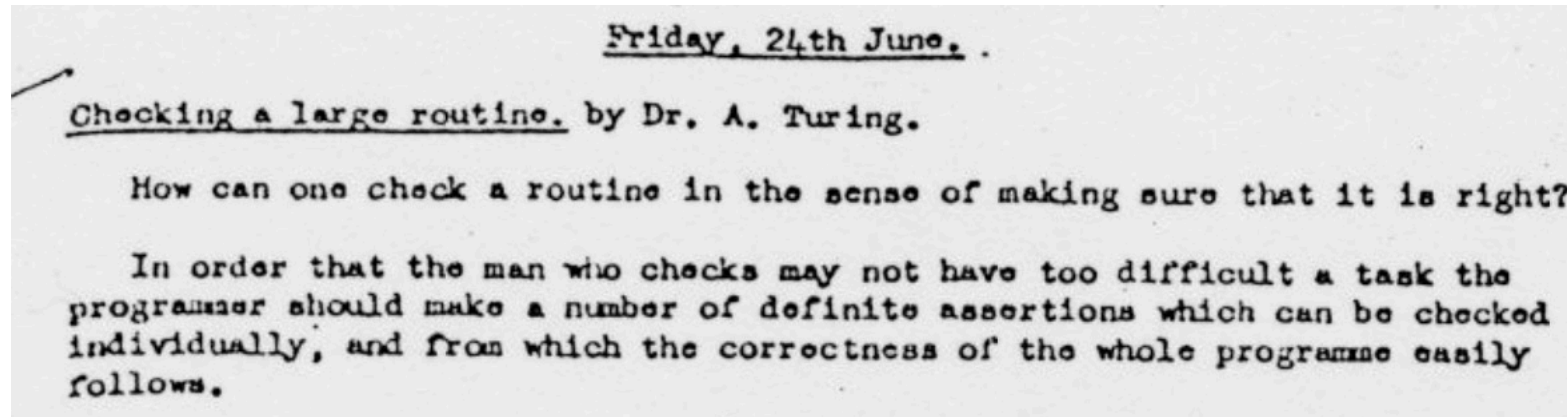 Friday, 24th June.
Checking a large routine. by Dr. A. Turing.
How can one check a routine in the sense of making sure that it is right?
In order that the man who checks may not have too difficult a task the
programmer should make a number of definite assertions which can be checked
individually, and from which the correctness of the whole programme easily
follows.